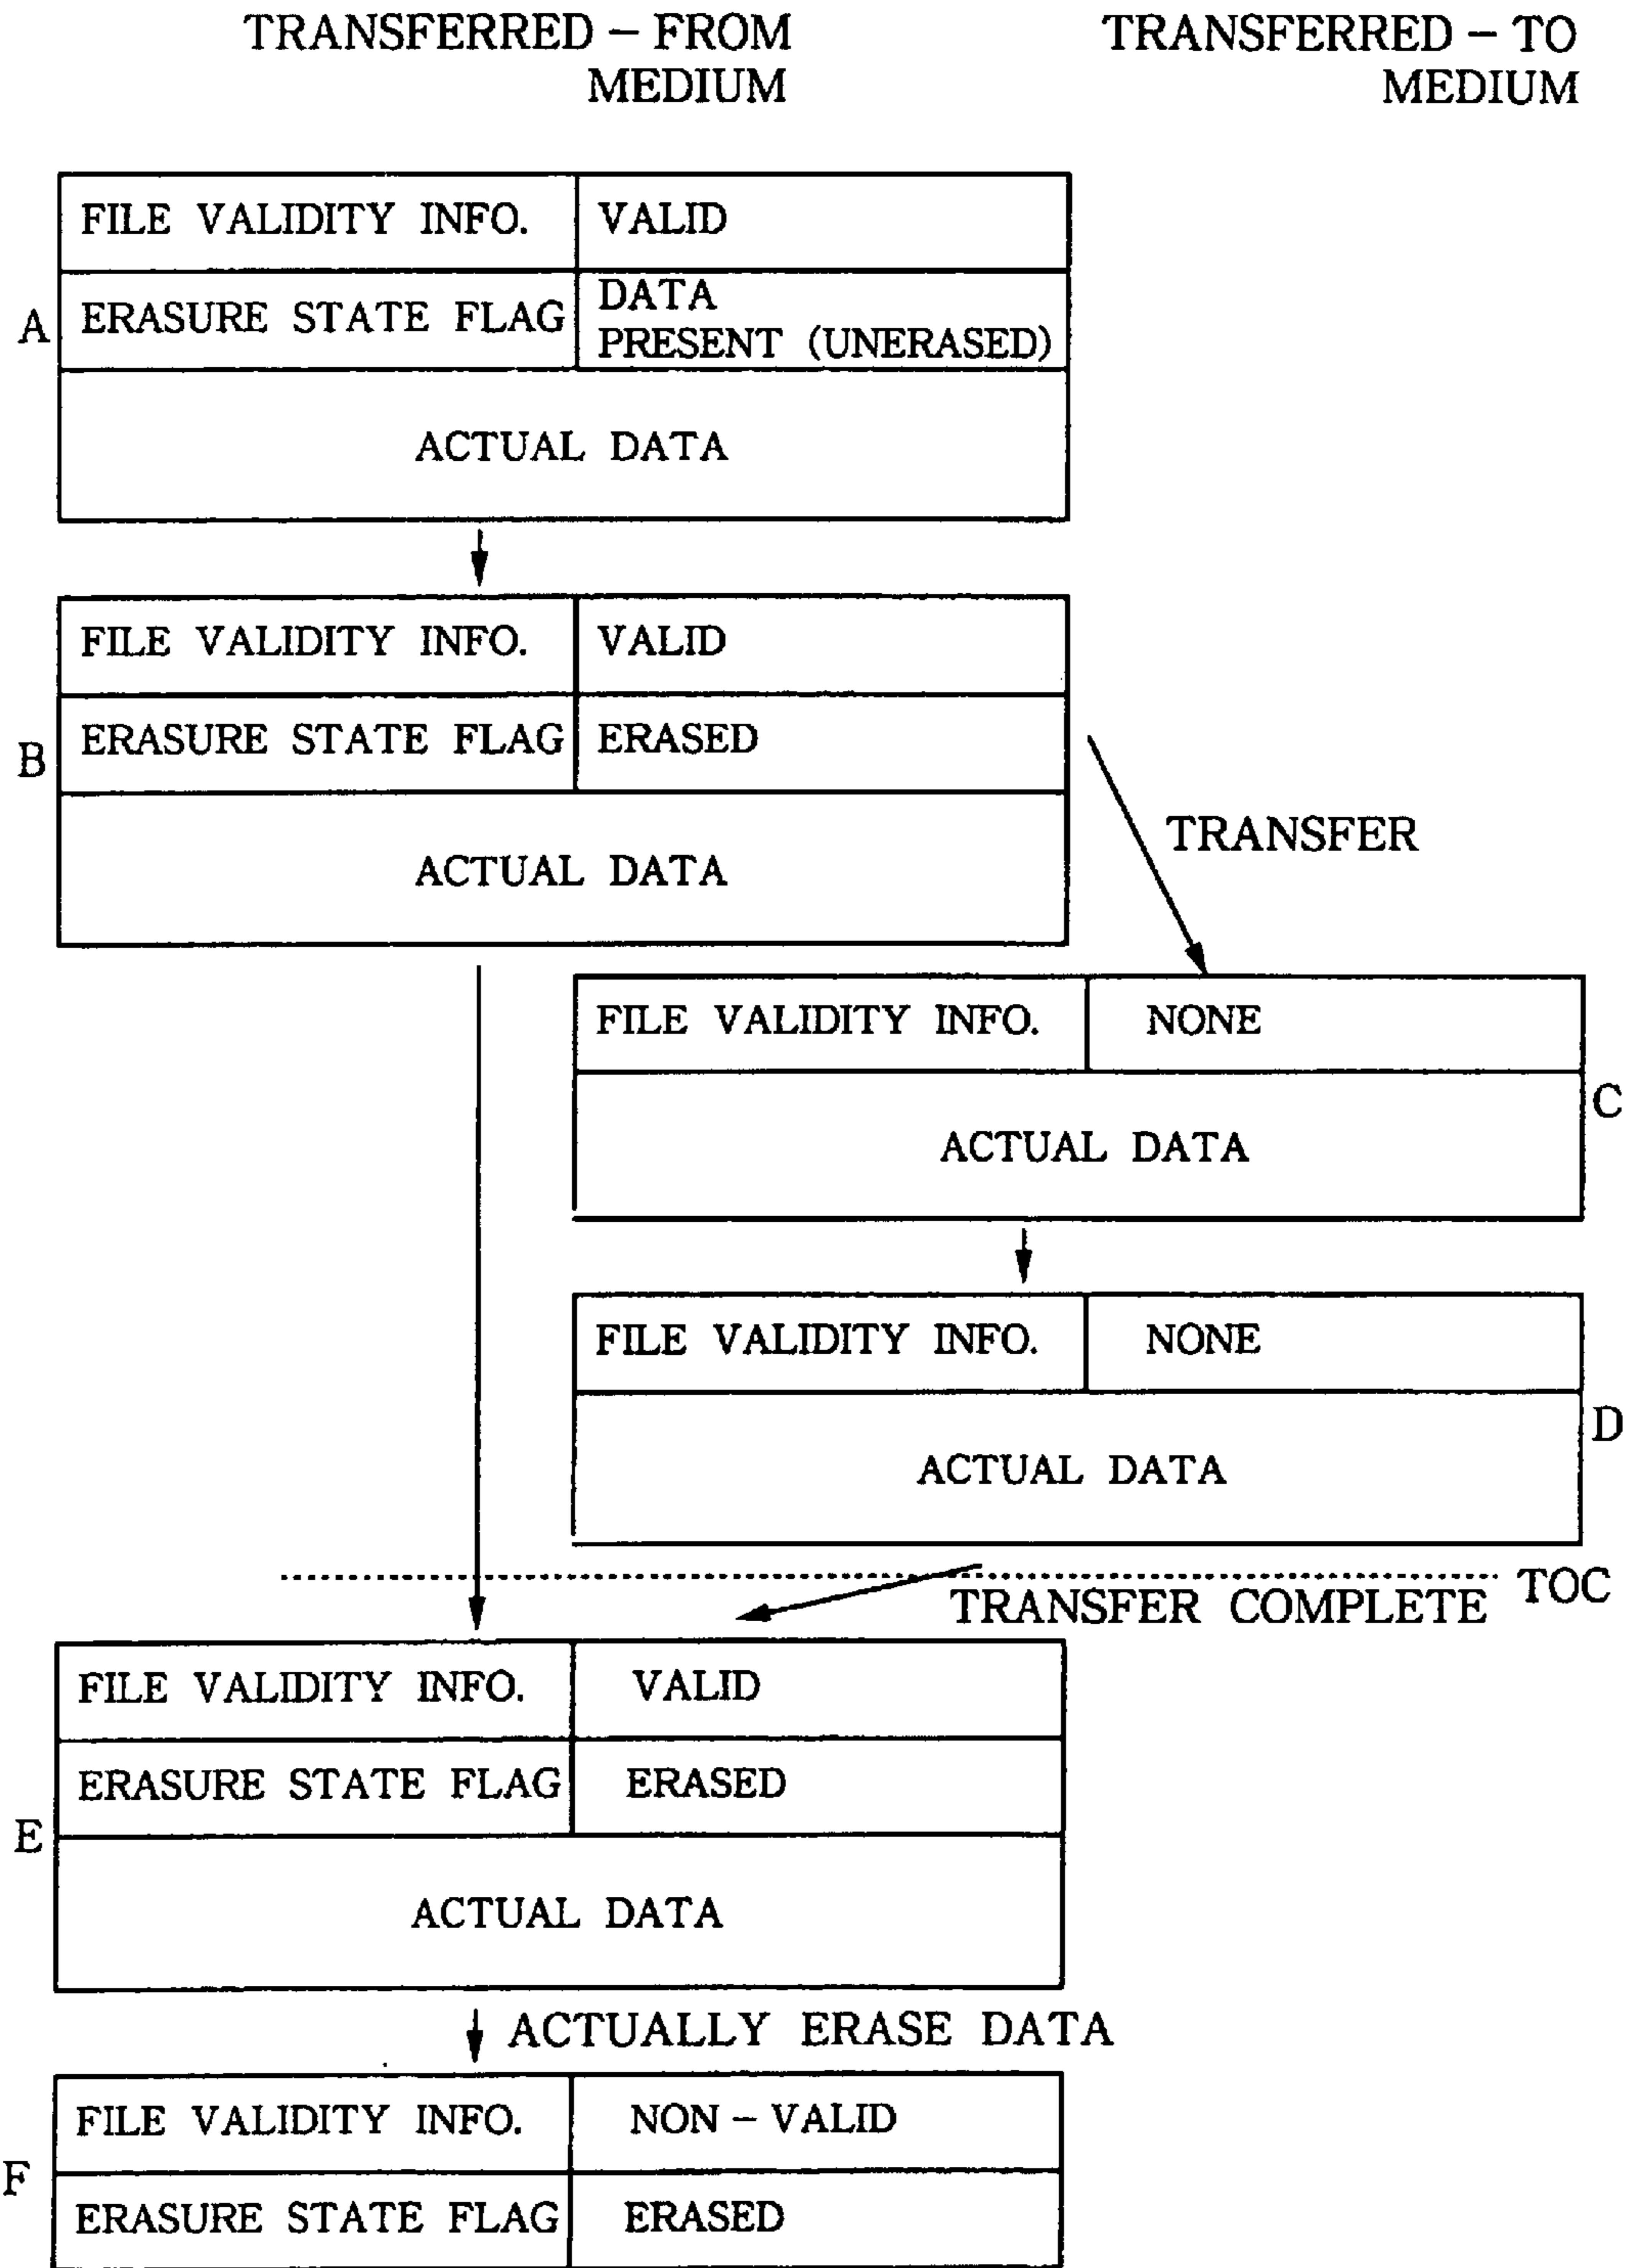 TRANSFERRED – FROM
MEDIUM
TRANSFERRED – TO
MEDIUM
FILE VALIDITY INFO.
VALID
A
ERASURE STATE FLAG
DATA
PRESENT (UNERASED)
ACTUAL DATA
FILE VALIDITY INFO.
VALID
B
ERASURE STATE FLAG
ERASED
ACTUAL DATA
TRANSFER
FILE VALIDITY INFO.
NONE
C
ACTUAL DATA
FILE VALIDITY INFO.
NONE
D
ACTUAL DATA
TOC
TRANSFER COMPLETE
FILE VALIDITY INFO.
VALID
ERASURE STATE FLAG
ERASED
E
ACTUAL DATA
ACTUALLY ERASE DATA
FILE VALIDITY INFO.
NON – VALID
F
ERASURE STATE FLAG
ERASED